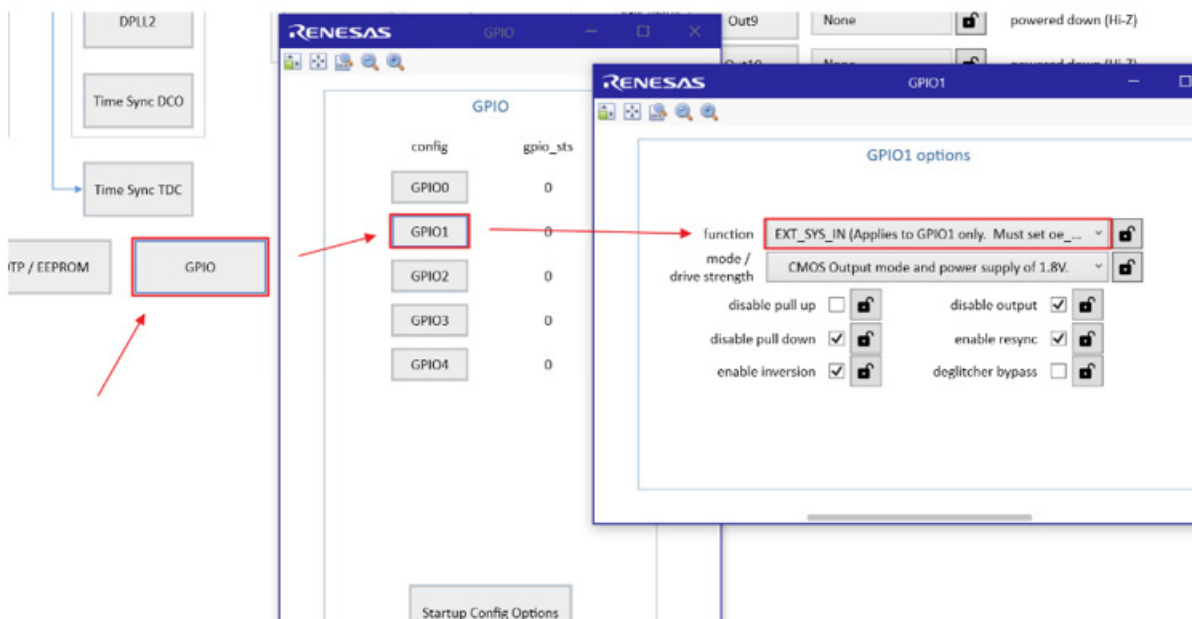 DPLL2
Time Sync DCO
Time Sync TDC
OTP / EEPROM
GPIO
RENESAS
GPIO
GPIO
config gpio_sts
GPIO0 0
GPIO1 0
GPIO2 0
GPIO3 0
GPIO4 0
Startup Config Options
Out9 None powered down (Hi-Z)
RENESAS
GPIO1
GPIO1 options
function EXT_SYS_IN (Applies to GPIO1 only. Must set oe_...
mode /
drive strength CMOS Output mode and power supply of 1.8V.
disable pull up disable output
disable pull down enable resync
enable inversion deglitcher bypass